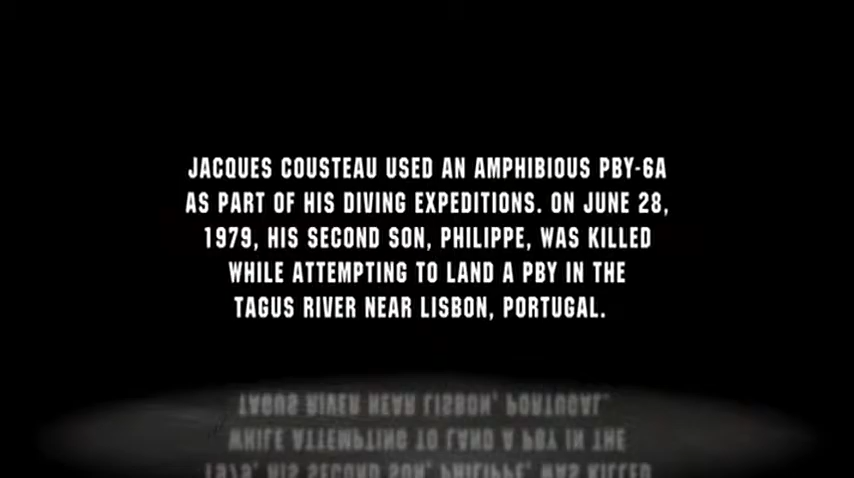 JACQUES COUSTEAU USED AN AMPHIBIOUS PBY-6A
AS PART OF HIS DIVING EXPEDITIONS. ON JUNE 28,
1979, HIS SECOND SON, PHILIPPE, WAS KILLED
WHILE ATTEMPTING TO LAND A PBY IN THE
TAGUS RIVER NEAR LISBON, PORTUGAL.